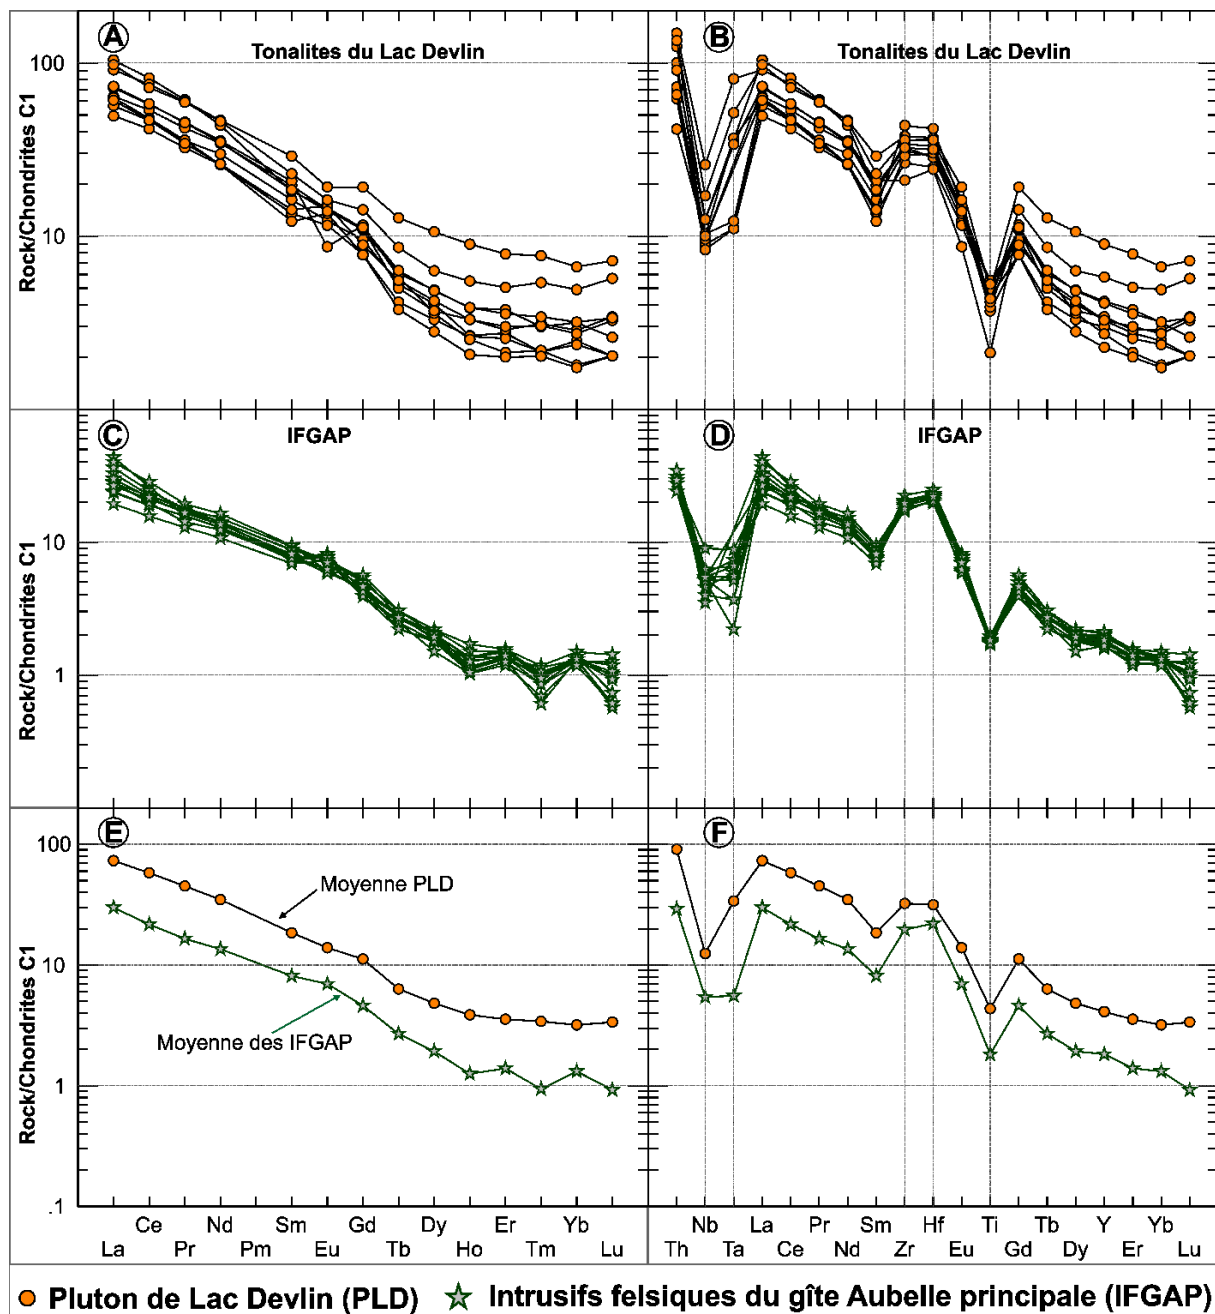 A
Tonalites du Lac Devlin
B
Tonalites du Lac Devlin
100
10
Rock/Chondrites C1
C
IFGAP
D
IFGAP
10
1
Rock/Chondrites C1
E
F
100
10
1
.1
Rock/Chondrites C1
Moyenne PLD
Moyenne des IFGAP
Ce Nd Sm Gd Dy Er Yb
La Pr Pm Eu Tb Ho Tm Lu
Nb La Pr Sm Hf Ti Tb Y Yb
Th Ta Ce Nd Zr Eu Gd Dy Er Lu
Pluton de Lac Devlin (PLD)
Intrusifs felsiques du gîte Aubelle principale (IFGAP)